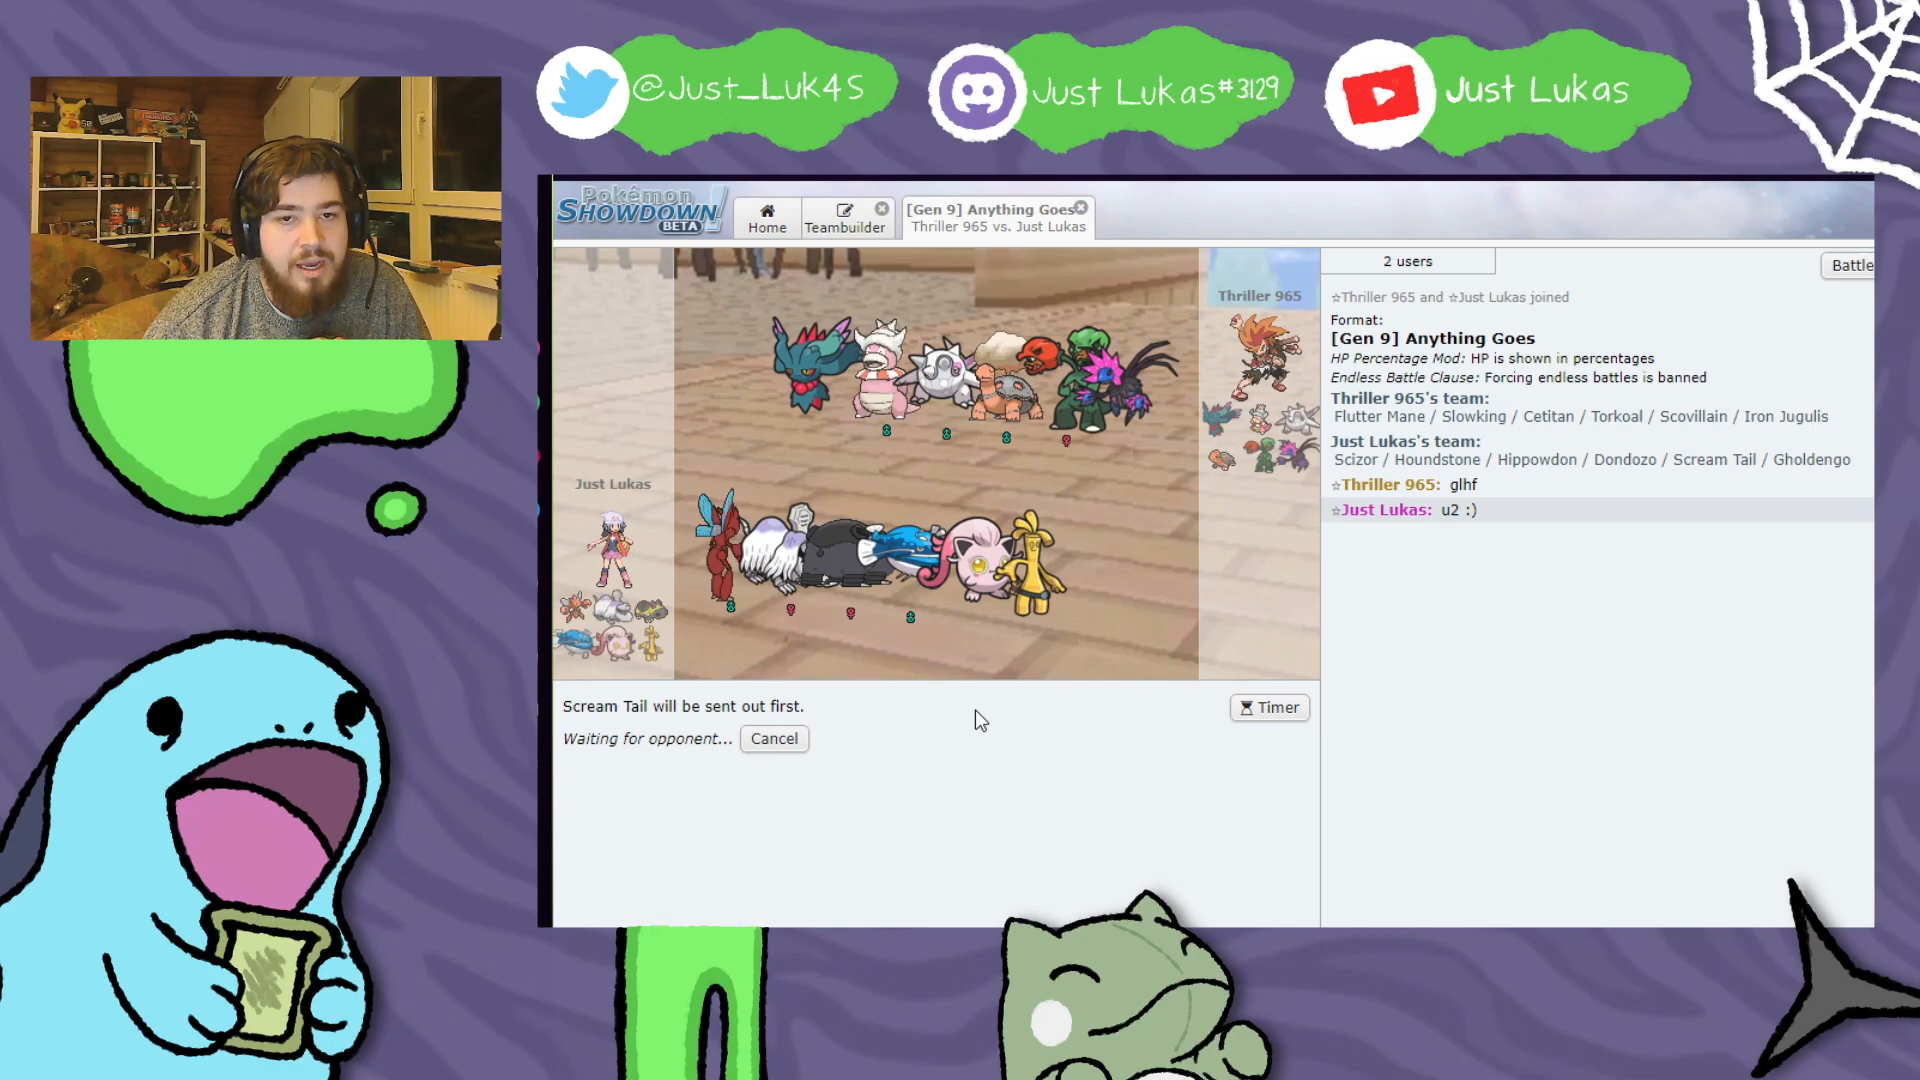 @Just_Luk4S
Just Lukas#3129
Just Lukas
Pokémon
SHOWDOWN!
BETA
Home
Teambuilder
[Gen 9] Anything Goes
Thriller 965 vs. Just Lukas
2 users
Battle
Thriller 965
Just Lukas
☆Thriller 965 and ☆Just Lukas joined
Format:
[Gen 9] Anything Goes
HP Percentage Mod: HP is shown in percentages
Endless Battle Clause: Forcing endless battles is banned
Thriller 965's team:
Flutter Mane / Slowking / Cetitan / Torkoal / Scovillain / Iron Jugulis
Just Lukas's team:
Scizor / Houndstone / Hippowdon / Dondozo / Scream Tail / Gholdengo
☆Thriller 965: glhf
☆Just Lukas: u2 :)
Scream Tail will be sent out first.
Timer
Waiting for opponent... Cancel